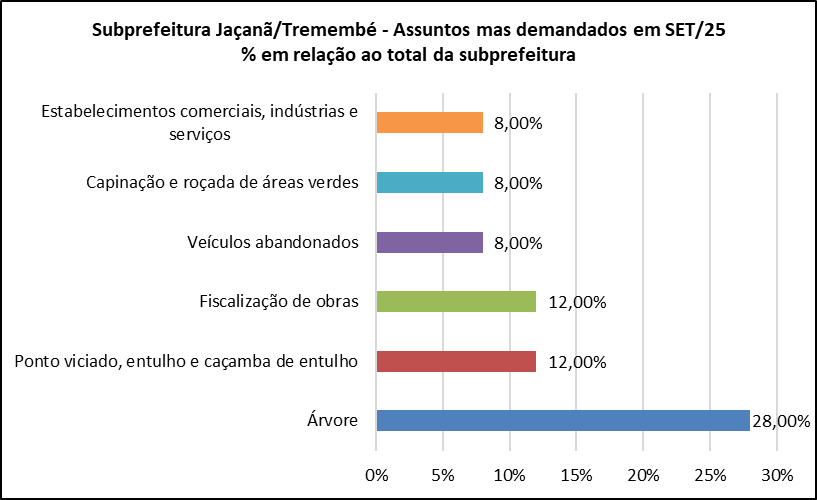 Subprefeitura Jaçanã/Tremembé - Assuntos mas demandados em SET/25
% em relação ao total da subprefeitura
Estabelecimentos comerciais, indústrias e
serviços
8,00%
Capinação e roçada de áreas verdes
8,00%
Veículos abandonados
8,00%
Fiscalização de obras
12,00%
Ponto viciado, entulho e caçamba de entulho
12,00%
Árvore
28,00%
0% 5% 10% 15% 20% 25% 30%